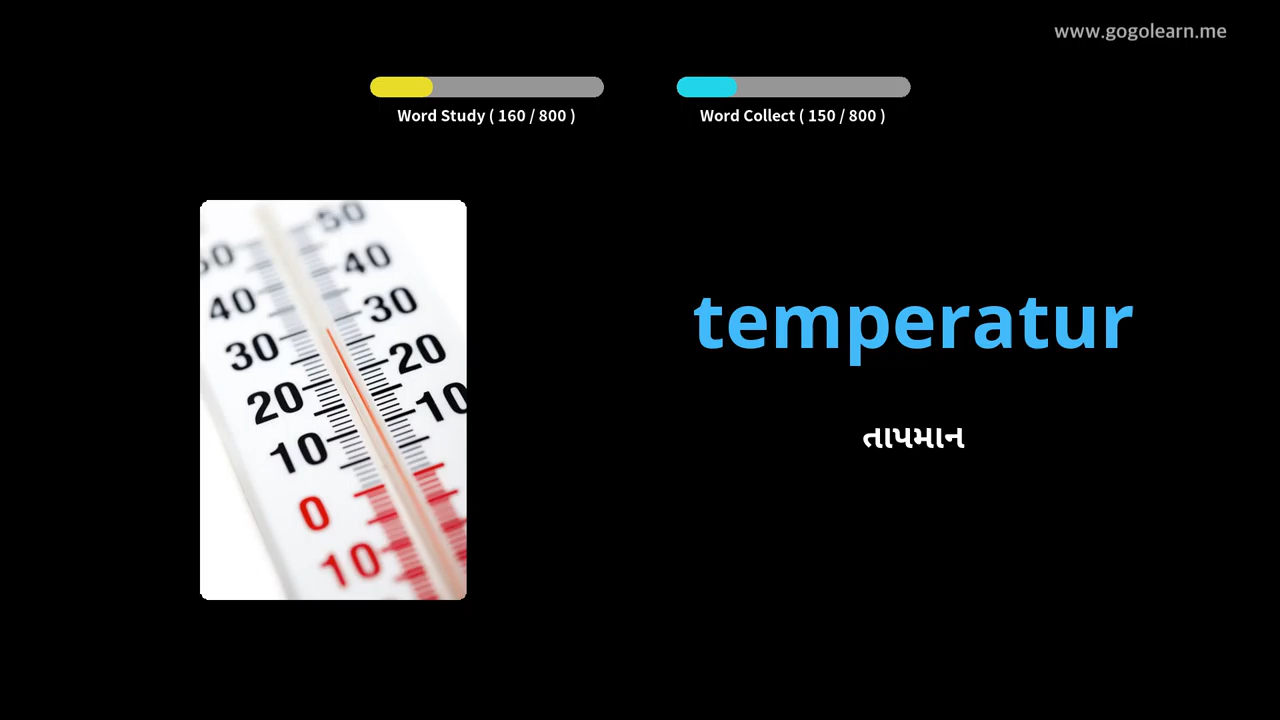 www.gogolearn.me
Word Study ( 160 / 800 )
Word Collect ( 150 / 800 )
50
50
40
40
30
30
20
20
10
10
0
10
temperatur
તાપમાન